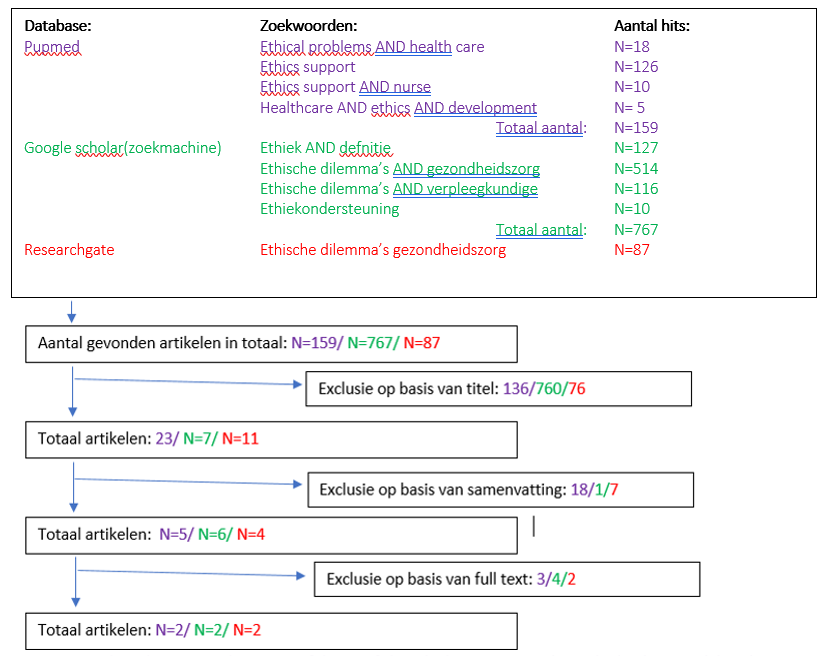 Database: Zoekwoorden: Aantal hits:
Pupmed Ethical problems AND health care N=18
Ethics support N=126
Ethics support AND nurse N=10
Healthcare AND ethics AND development N= 5
Totaal aantal: N=159
Google scholar(zoekmachine) Ethiek AND defnitie N=127
Ethische dilemma’s AND gezondheidszorg N=514
Ethische dilemma’s AND verpleegkundige N=116
Ethiekondersteuning N=10
Totaal aantal: N=767
Researchgate Ethische dilemma’s gezondheidszorg N=87
Aantal gevonden artikelen in totaal: N=159/ N=767/ N=87
Exclusie op basis van titel: 136/760/76
Totaal artikelen: 23/ N=7/ N=11
Exclusie op basis van samenvatting: 18/1/7
Totaal artikelen: N=5/ N=6/ N=4
Exclusie op basis van full text: 3/4/2
Totaal artikelen: N=2/ N=2/ N=2